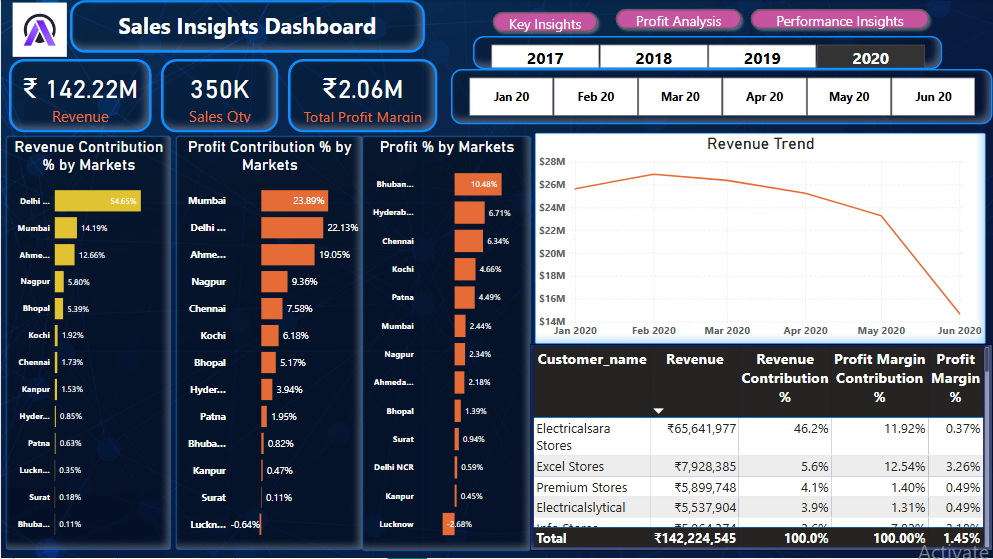 Sales Insights Dashboard
Key Insights
Profit Analysis
Performance Insights
2017
2018
2019
2020
Jan 20
Feb 20
Mar 20
Apr 20
May 20
Jun 20
₹ 142.22M
Revenue
350K
Sales Qty
₹2.06M
Total Profit Margin
Revenue Contribution
% by Markets
Delhi ... 54.65%
Mumbai 14.19%
Ahme... 12.66%
Nagpur 5.80%
Bhopal 5.39%
Kochi 1.92%
Chennai 1.73%
Kanpur 1.53%
Hyder... 0.85%
Patna 0.63%
Luckn... 0.35%
Surat 0.18%
Bhuba... 0.11%
Profit Contribution % by
Markets
Mumbai 23.89%
Delhi ... 22.13%
Ahme... 19.05%
Nagpur 9.36%
Chennai 7.58%
Kochi 6.18%
Bhopal 5.17%
Hyder... 3.94%
Patna 1.95%
Bhuba... 0.82%
Kanpur 0.47%
Surat 0.11%
Luckn... -0.64%
Profit % by Markets
Bhuban... 10.48%
Hyderab... 6.71%
Chennai 6.34%
Kochi 4.66%
Patna 4.49%
Mumbai 2.44%
Nagpur 2.34%
Ahmeda... 2.18%
Bhopal 1.39%
Surat 0.94%
Delhi NCR 0.59%
Kanpur 0.45%
Lucknow -2.68%
Revenue Trend
$28M
$26M
$24M
$22M
$20M
$18M
$16M
$14M
Jan 2020 Feb 2020 Mar 2020 Apr 2020 May 2020 Jun 2020
Customer_name Revenue Revenue Profit Margin Profit
Contribution Contribution Margin
% % %
Electricalsara ₹65,641,977 46.2% 11.92% 0.37%
Stores
Excel Stores ₹7,928,385 5.6% 12.54% 3.26%
Premium Stores ₹5,899,748 4.1% 1.40% 0.49%
Electricalslytical ₹5,537,904 3.9% 1.31% 0.49%
Total ₹142,224,545 100.0% 100.00% 1.45%
Activate